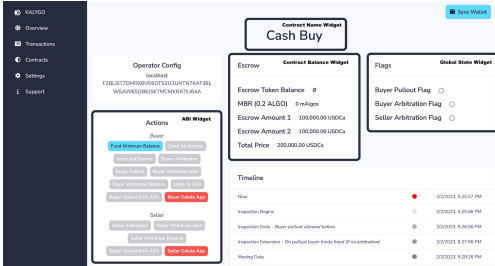 KALYGO
Overview
Transactions
Contracts
Settings
Support
Sync Wallet
Contract Name Widget
Cash Buy
Operator Config
localhost
Escrow
Contract Balance Widget
Escrow Token Balance Ø
MBR (0.2 ALGO) 0 mAlgos
Escrow Amount 1 100,000.00 USDCa
Escrow Amount 2 100,000.00 USDCa
Total Price 200,000.00 USDCa
Flags
Global State Widget
Buyer Pullout Flag
Buyer Arbitration Flag
Seller Arbitration Flag
ABI Widget
Actions
Buyer
Fund Minimum Balance Send 1st Escrow
Send 2nd Escrow Buyer Arbitration
Buyer Pullout Buyer Withdraw ASA
Buyer Withdraw Balance Optin to ASA
Buyer Optout from ASA Buyer Delete App
Seller
Seller Arbitration Seller Withdraw ASA
Seller Withdraw Balance
Seller Optout from ASA Seller Delete App
Timeline
Now 2/2/2023, 5:25:27 PM
Inspection Begins 2/2/2023, 5:25:56 PM
Inspection Ends - Buyer pullout allowed before 2/2/2023, 5:26:56 PM
Inspection Extension - On pullout buyer funds freed (if no arbitration) 2/2/2023, 5:27:56 PM
Moving Date 2/2/2023, 5:28:26 PM